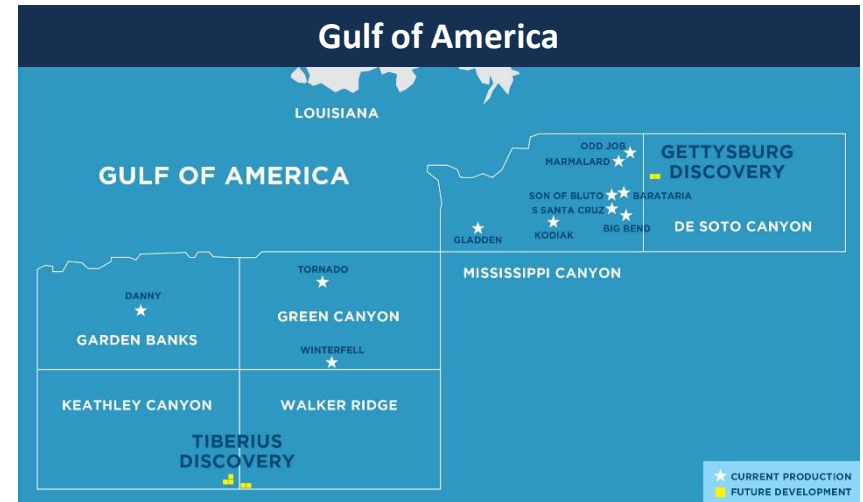 Gulf of America
LOUISIANA
GULF OF AMERICA
ODD JOB
MARMALARD
GETTYSBURG
DISCOVERY
SON OF BLUTO
BARATARIA
S SANTA CRUZ
GLADDEN
KODIAK
BIG BEND
DE SOTO CANYON
MISSISSIPPI CANYON
TORNADO
DANNY
GREEN CANYON
GARDEN BANKS
WINTERFELL
KEATHLEY CANYON
WALKER RIDGE
TIBERIUS
DISCOVERY
CURRENT PRODUCTION
FUTURE DEVELOPMENT